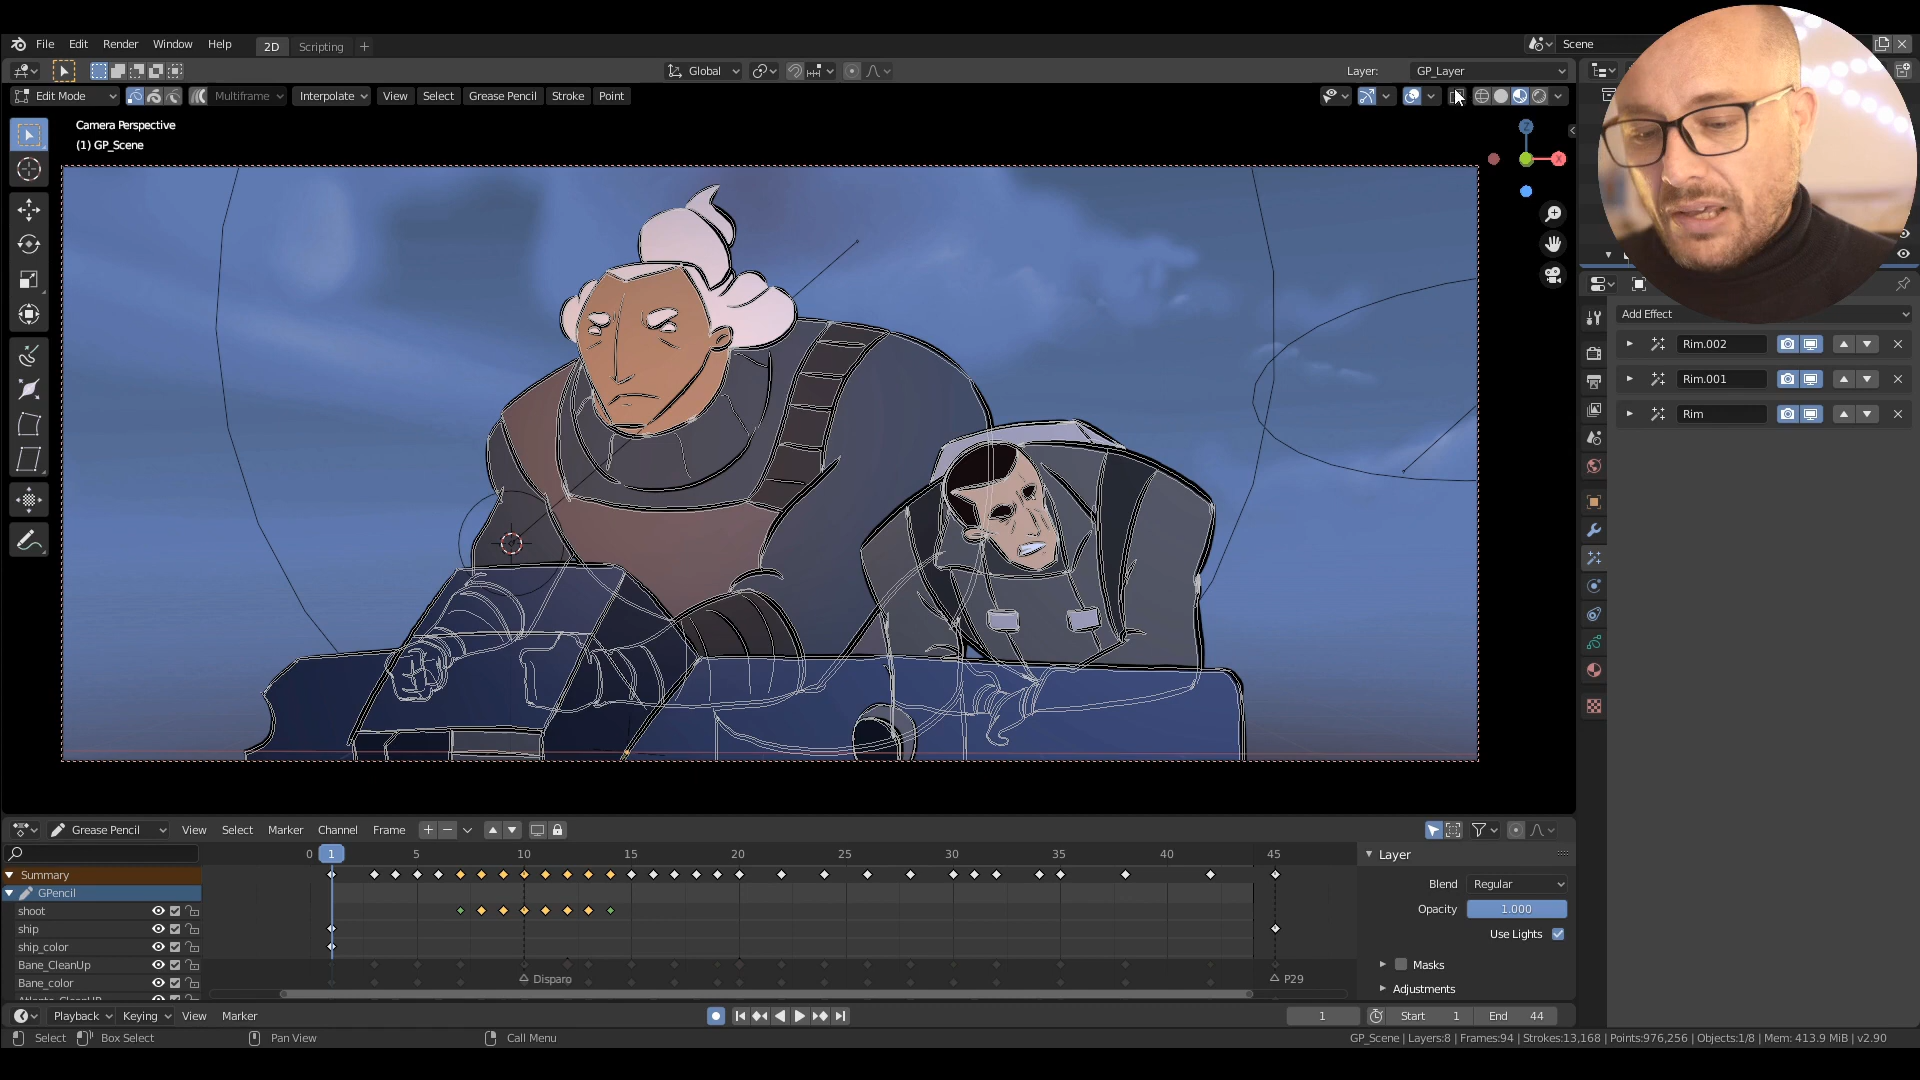 File Edit Render Window Help 2D Scripting Scene
Global Layer: GP_Layer
Edit Mode Multiframe Interpolate View Select Grease Pencil Stroke Point
Camera Perspective
(1) GP_Scene
Z
X
Add Effect
Rim.002
Rim.001
Rim
Grease Pencil View Select Marker Channel Frame
0 1 5 10 15 20 25 30 35 40 45
Layer
Summary
GPencil
Blend Regular
shoot
Opacity 1.000
ship
Use Lights
ship_color
Bane_CleanUp
Masks
Bane_color
Disparo P29
Adjustments
Playback Keying View Marker 1 Start 1 End 44
Select Box Select Pan View Call Menu GP_Scene | Layers:8 | Frames:94 | Strokes:13,168 | Points:976,256 | Objects:1/8 | Mem: 413.9 MiB | v2.90